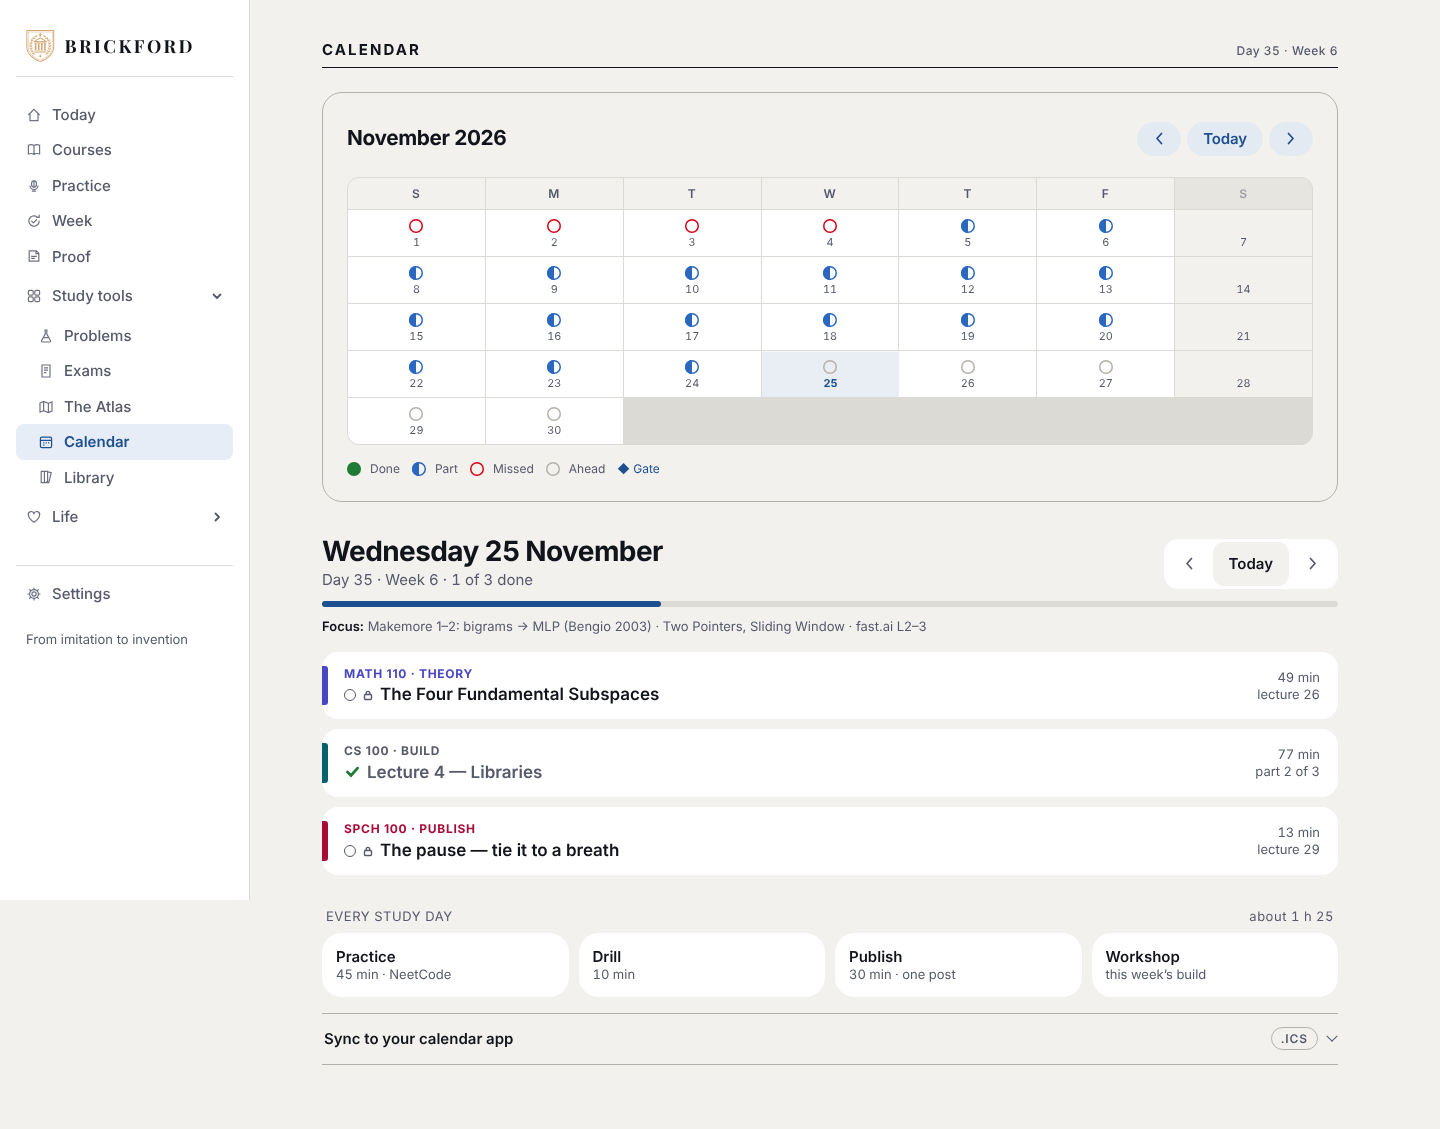 BRICKFORD
Today
Courses
Practice
Week
Proof
Study tools
Problems
Exams
The Atlas
Calendar
Library
Life
Settings
From imitation to invention
CALENDAR
Day 35 · Week 6
November 2026
Today
S M T W T F S
1 2 3 4 5 6 7
8 9 10 11 12 13 14
15 16 17 18 19 20 21
22 23 24 25 26 27 28
29 30
Done Part Missed Ahead Gate
Wednesday 25 November
Today
Day 35 · Week 6 · 1 of 3 done
Focus: Makemore 1–2: bigrams → MLP (Bengio 2003) · Two Pointers, Sliding Window · fast.ai L2–3
MATH 110 · THEORY
The Four Fundamental Subspaces
49 min
lecture 26
CS 100 · BUILD
Lecture 4 — Libraries
77 min
part 2 of 3
SPCH 100 · PUBLISH
The pause — tie it to a breath
13 min
lecture 29
EVERY STUDY DAY
about 1 h 25
Practice
45 min · NeetCode
Drill
10 min
Publish
30 min · one post
Workshop
this week’s build
Sync to your calendar app
.ICS